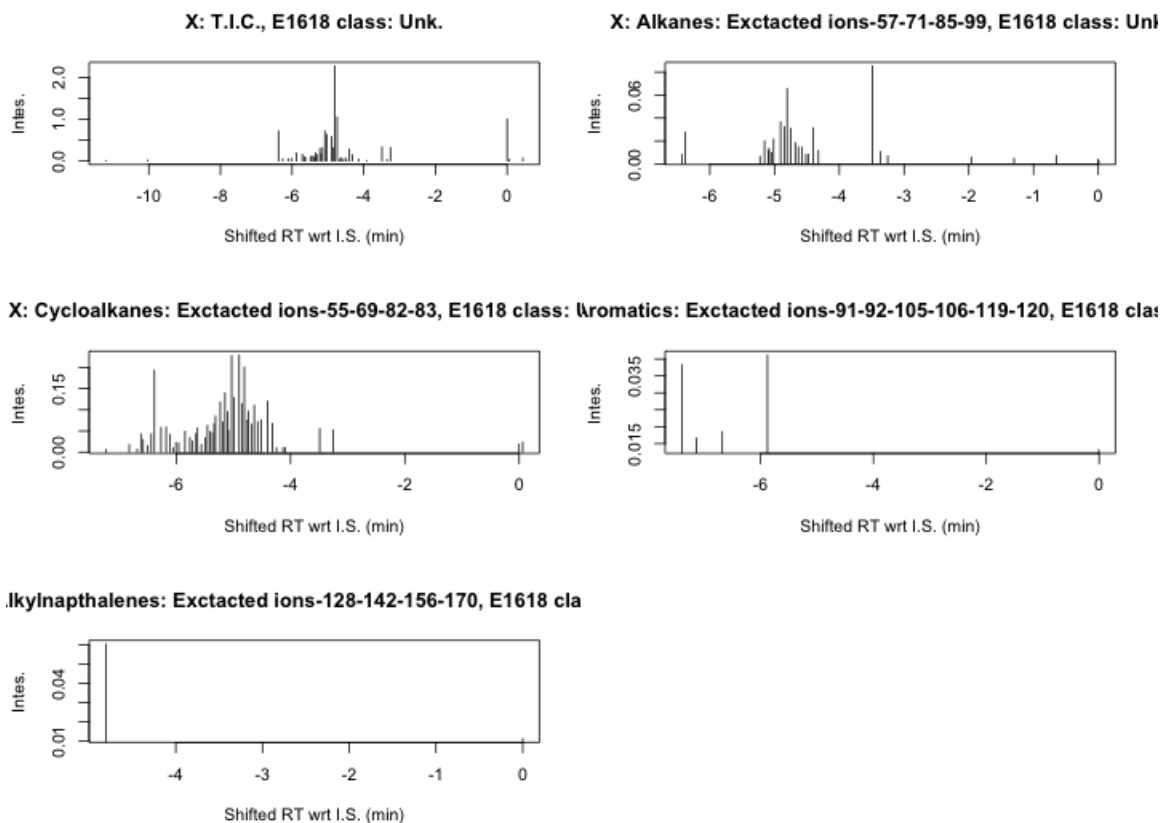 X: T.I.C., E1618 class: Unk.
Intes.
2.0
1.0
0.0
-10 -8 -6 -4 -2 0
Shifted RT wrt I.S. (min)
X: Alkanes: Exctacted ions-57-71-85-99, E1618 class: Unk
Intes.
0.06
0.00
-6 -5 -4 -3 -2 -1 0
Shifted RT wrt I.S. (min)
X: Cycloalkanes: Exctacted ions-55-69-82-83, E1618 class: U
Intes.
0.15
0.00
-6 -4 -2 0
Shifted RT wrt I.S. (min)
Aromatics: Exctacted ions-91-92-105-106-119-120, E1618 clas
Intes.
0.035
0.015
-6 -4 -2 0
Shifted RT wrt I.S. (min)
lkylnapthalenes: Exctacted ions-128-142-156-170, E1618 cla
Intes.
0.04
0.01
-4 -3 -2 -1 0
Shifted RT wrt I.S. (min)